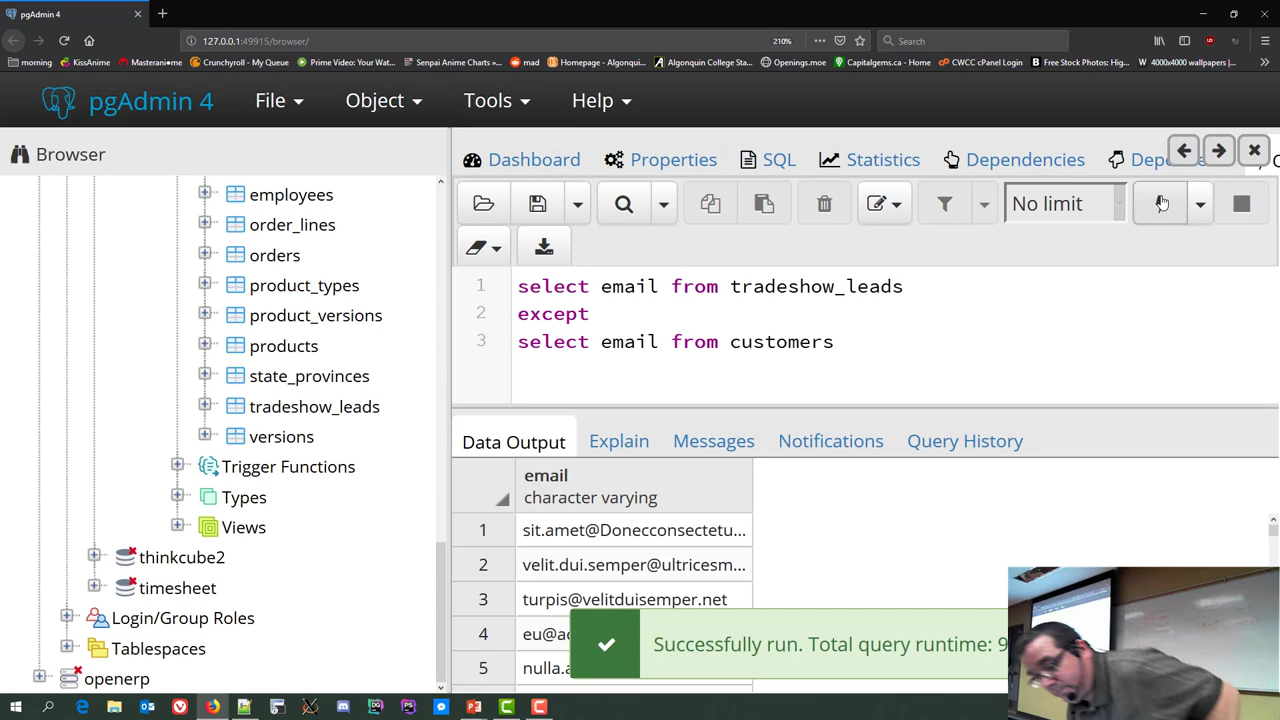 pgAdmin 4
127.0.0.1:49915/browser/
210%
Search
morning
KissAnime
Masterani●me
Crunchyroll - My Queue
Prime Video: Your Wat...
Senpai Anime Charts »...
mad
Homepage - Algonqui...
Algonquin College Sta...
Openings.moe
Capitalgems.ca - Home
CWCC cPanel Login
Free Stock Photos: Hig...
4000x4000 wallpapers |...
pgAdmin 4
File
Object
Tools
Help
Browser
Dashboard
Properties
SQL
Statistics
Dependencies
employees
order_lines
orders
product_types
product_versions
products
state_provinces
tradeshow_leads
versions
Trigger Functions
Types
Views
thinkcube2
timesheet
Login/Group Roles
Tablespaces
openerp
No limit
1 select email from tradeshow_leads
2 except
3 select email from customers
Data Output
Explain
Messages
Notifications
Query History
email
character varying
1 sit.amet@Donecconsectetu...
2 velit.dui.semper@ultricesm...
3 turpis@velitduisemper.net
4 eu@ac
5 nulla.a
Successfully run. Total query runtime: 9